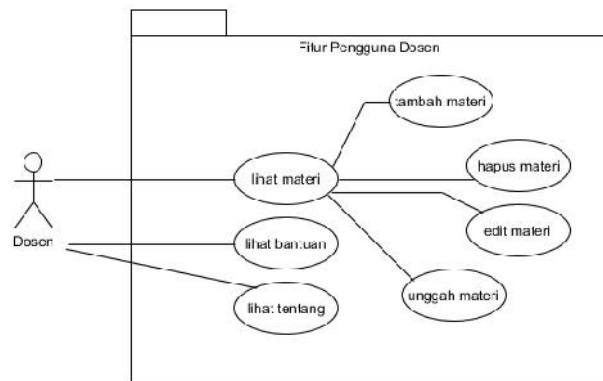 Fitur Pengguna Dosen
tambah materi
lihat materi
hapus materi
edit materi
Dosen
lihat bantuan
unggah materi
lihat tentang